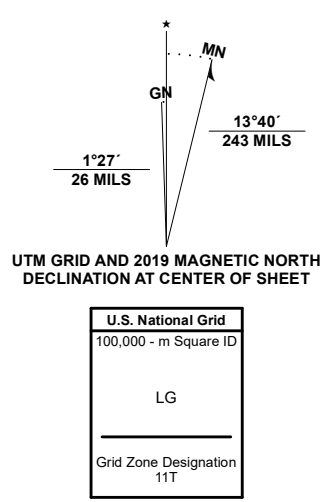 ★
MN
GN
13°40´
243 MILS
1°27´
26 MILS
UTM GRID AND 2019 MAGNETIC NORTH
DECLINATION AT CENTER OF SHEET
U.S. National Grid
100,000 - m Square ID
LG
Grid Zone Designation
11T